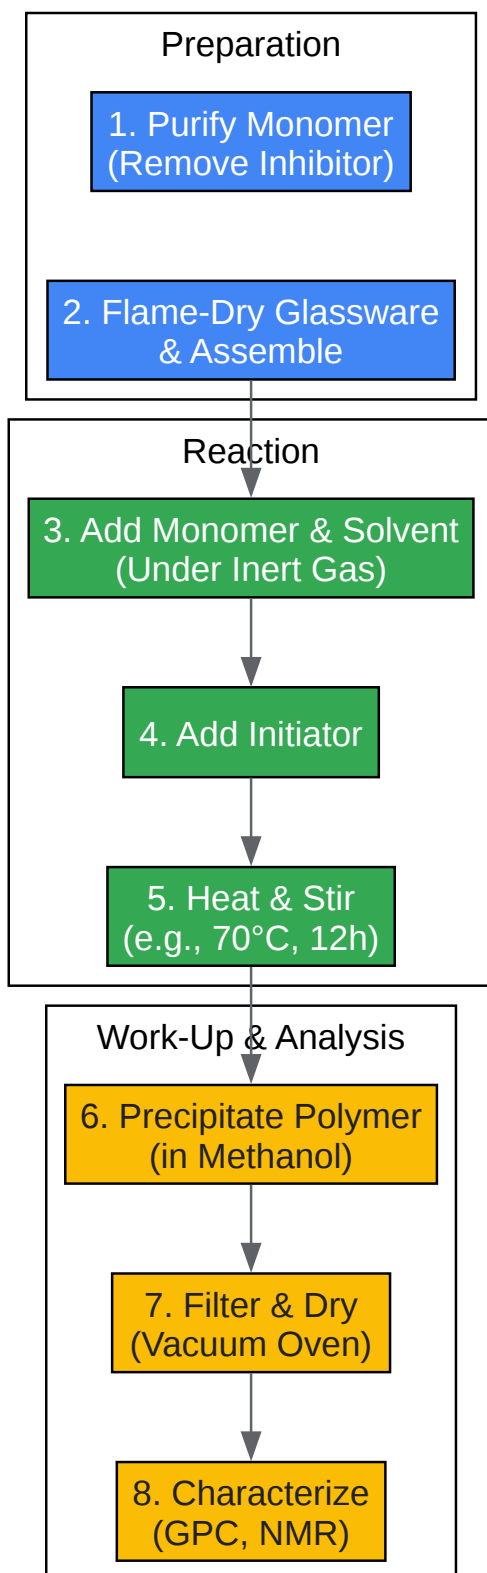 Preparation
1. Purify Monomer
(Remove Inhibitor)
2. Flame-Dry Glassware
& Assemble
Reaction
3. Add Monomer & Solvent
(Under Inert Gas)
4. Add Initiator
5. Heat & Stir
(e.g., 70°C, 12h)
Work-Up & Analysis
6. Precipitate Polymer
(in Methanol)
7. Filter & Dry
(Vacuum Oven)
8. Characterize
(GPC, NMR)